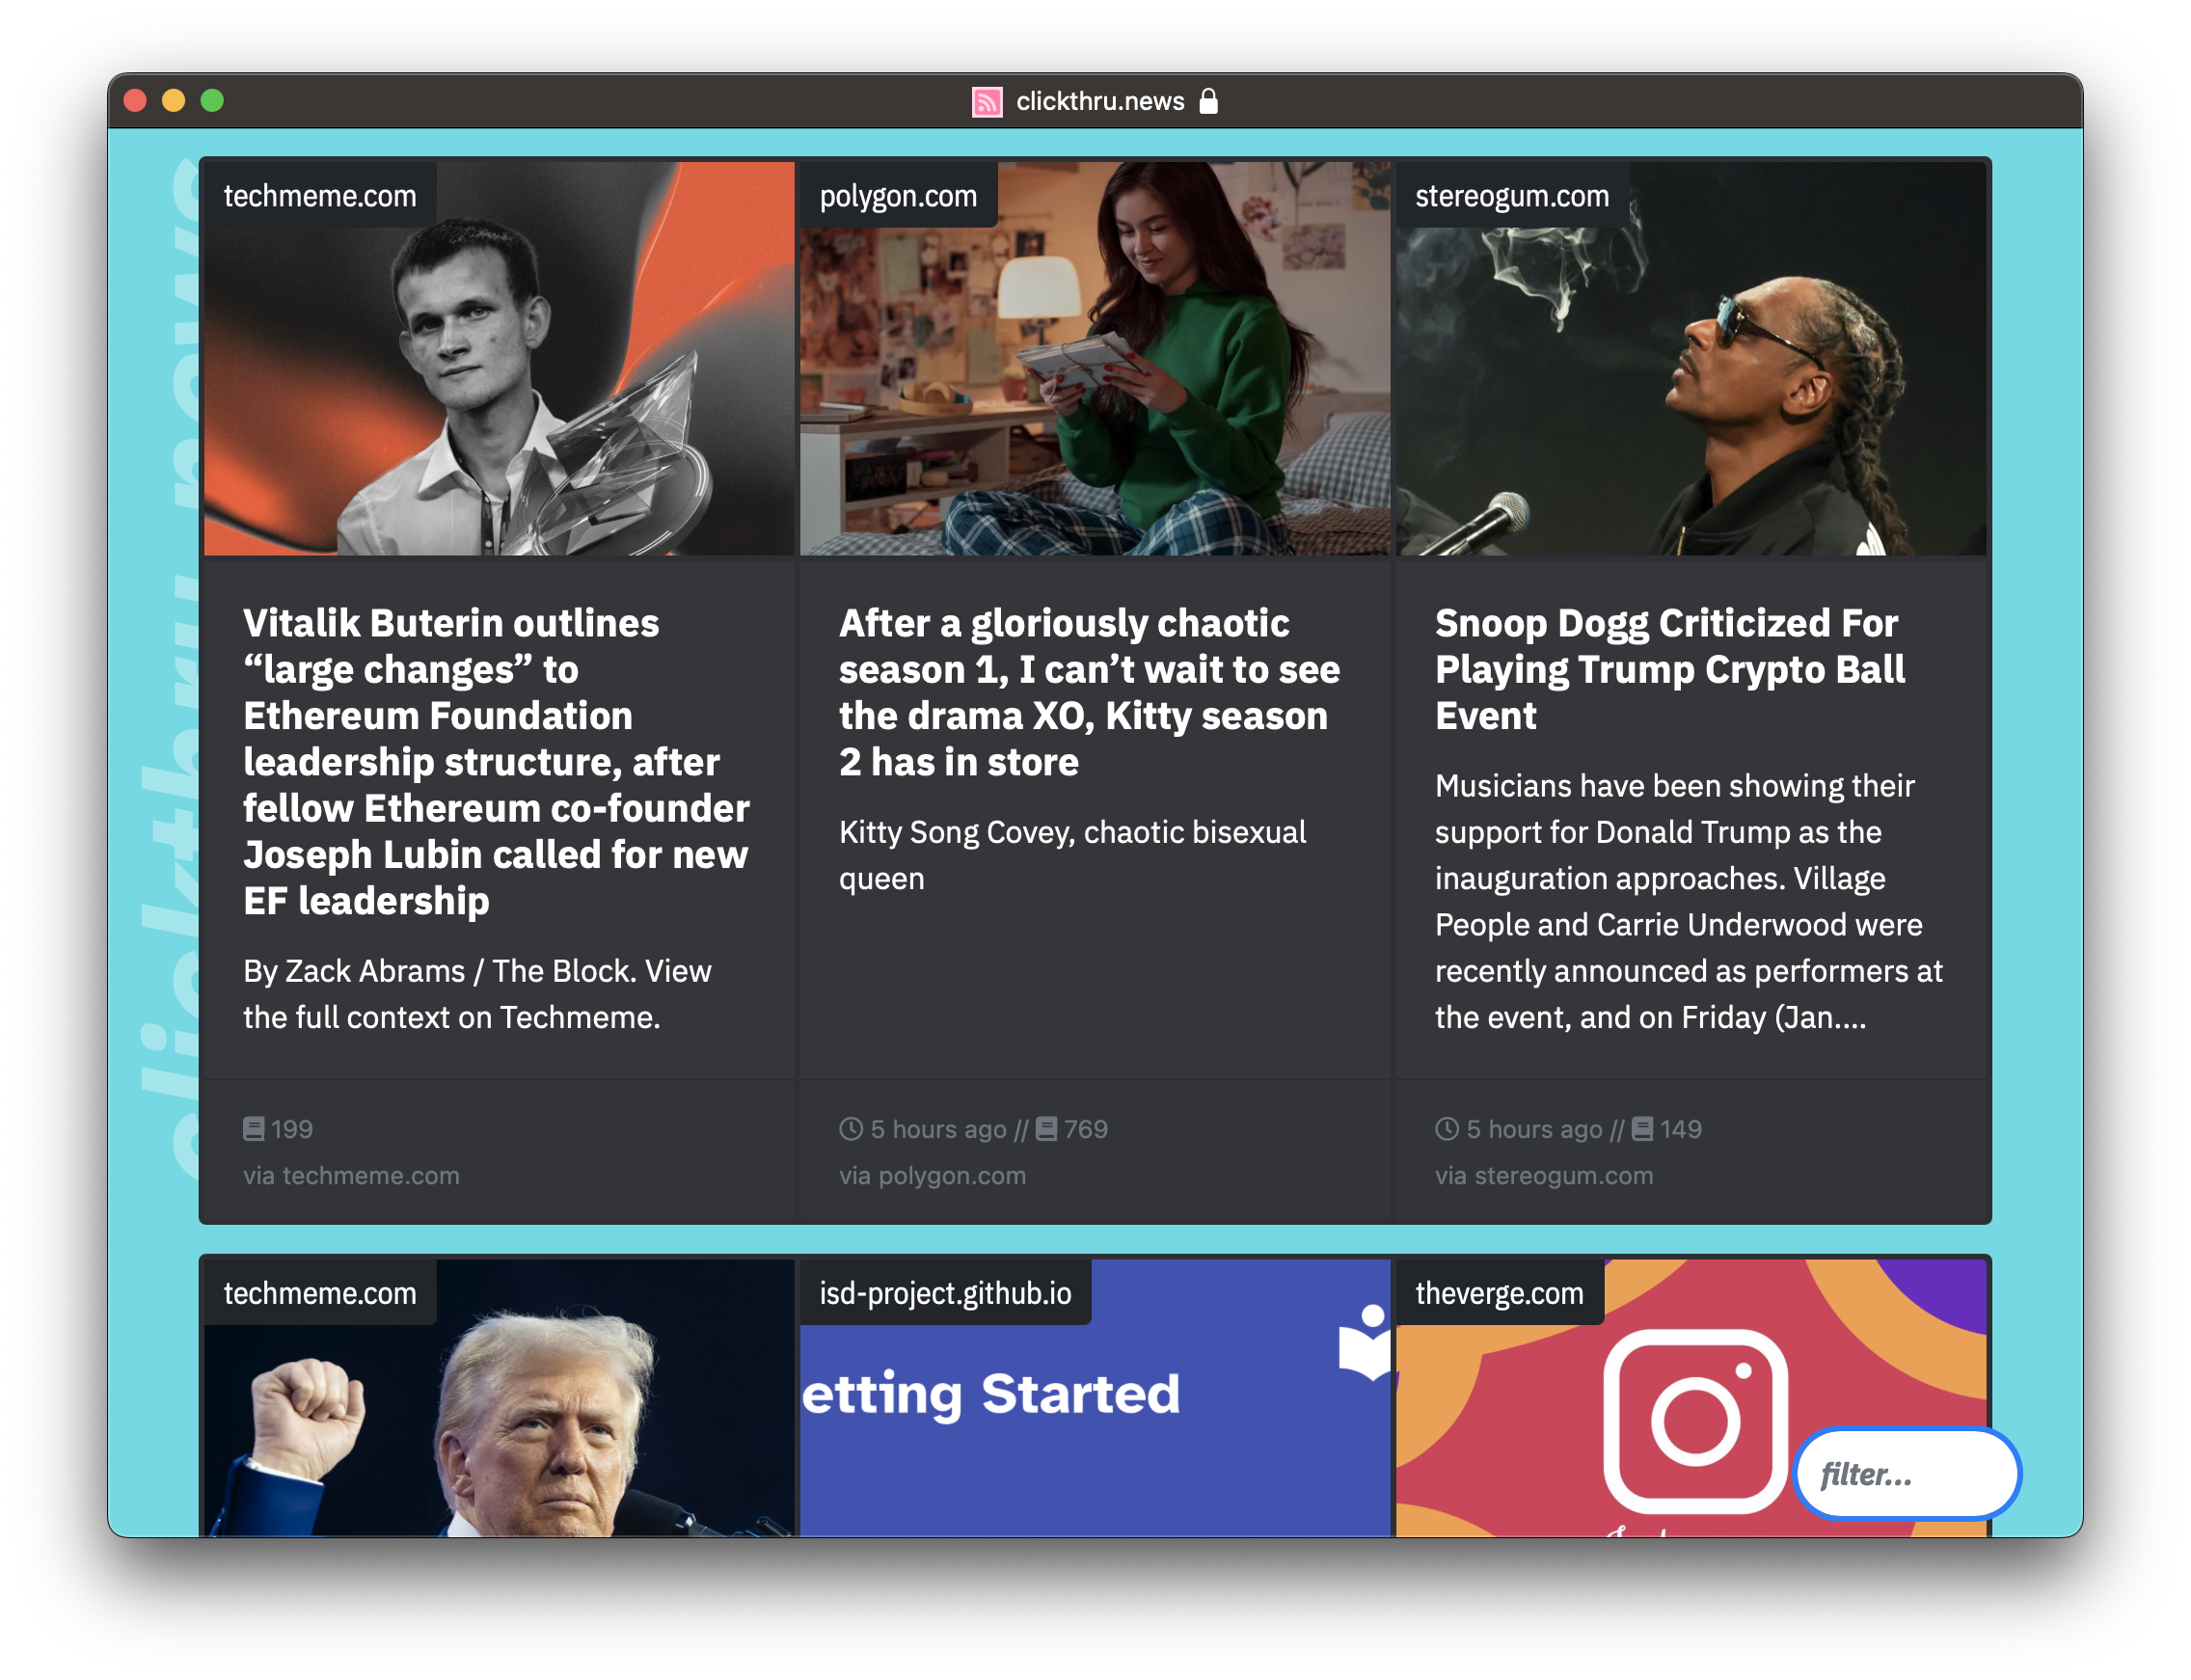 clickthru.news
clickthru news
techmeme.com
Vitalik Buterin outlines
“large changes” to
Ethereum Foundation
leadership structure, after
fellow Ethereum co-founder
Joseph Lubin called for new
EF leadership
By Zack Abrams / The Block. View
the full context on Techmeme.
199
via techmeme.com
polygon.com
After a gloriously chaotic
season 1, I can’t wait to see
the drama XO, Kitty season
2 has in store
Kitty Song Covey, chaotic bisexual
queen
5 hours ago // 769
via polygon.com
stereogum.com
Snoop Dogg Criticized For
Playing Trump Crypto Ball
Event
Musicians have been showing their
support for Donald Trump as the
inauguration approaches. Village
People and Carrie Underwood were
recently announced as performers at
the event, and on Friday (Jan....
5 hours ago // 149
via stereogum.com
techmeme.com
isd-project.github.io
etting Started
theverge.com
filter...